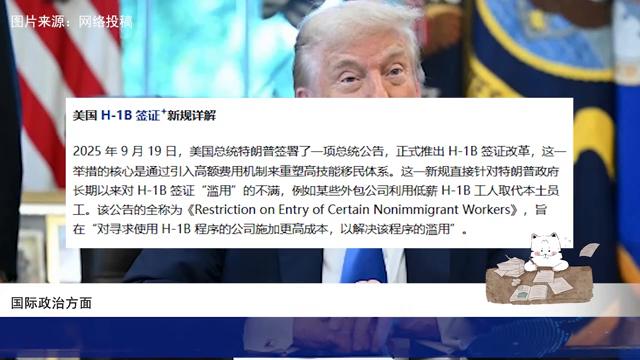 图片来源：网络投稿
美国 H-1B 签证+新规详解
2025 年 9 月 19 日，美国总统特朗普签署了一项总统公告，正式推出 H-1B 签证改革，这一
举措的核心是通过引入高额费用机制来重塑高技能移民体系。这一新规直接针对特朗普政府
长期以来对 H-1B 签证“滥用”的不满，例如某些外包公司利用低薪 H-1B 工人取代本土员
工。该公告的全称为《Restriction on Entry of Certain Nonimmigrant Workers》，旨
在“对寻求使用 H-1B 程序的公司施加更高成本，以解决该程序的滥用”。
国际政治方面